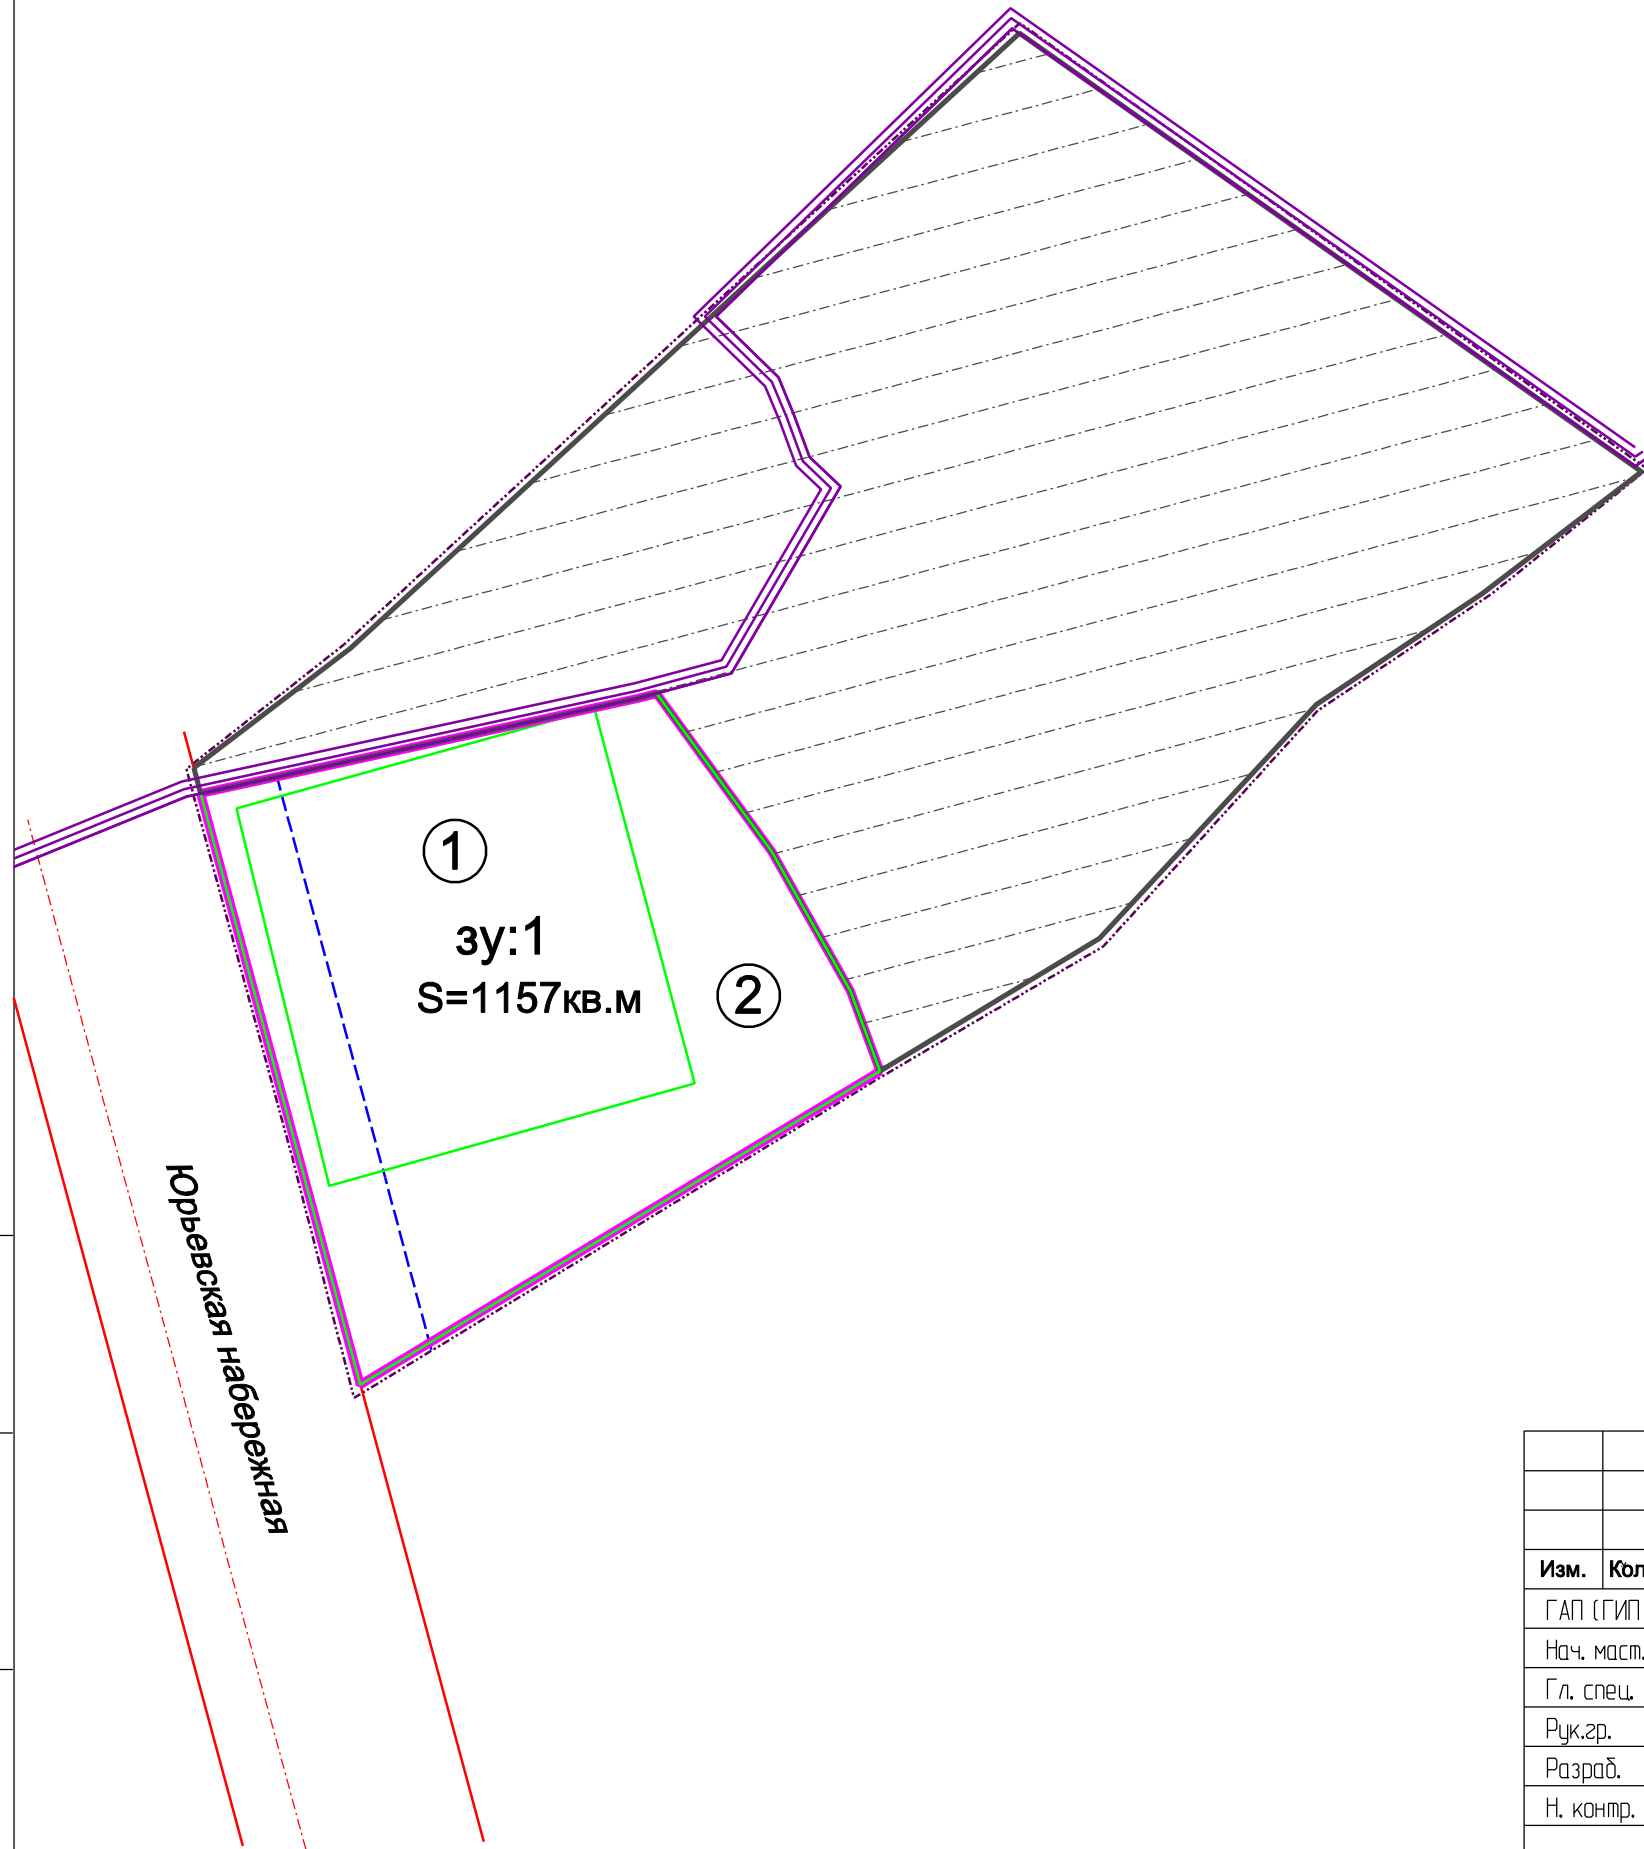 1
зу:1
S=1157кв.м
2
Юрьевская набережная
Изм. Кол
ГАП (ГИП
Нач. маст.
Гл. спец.
Рук.гр.
Разраб.
Н. контр.